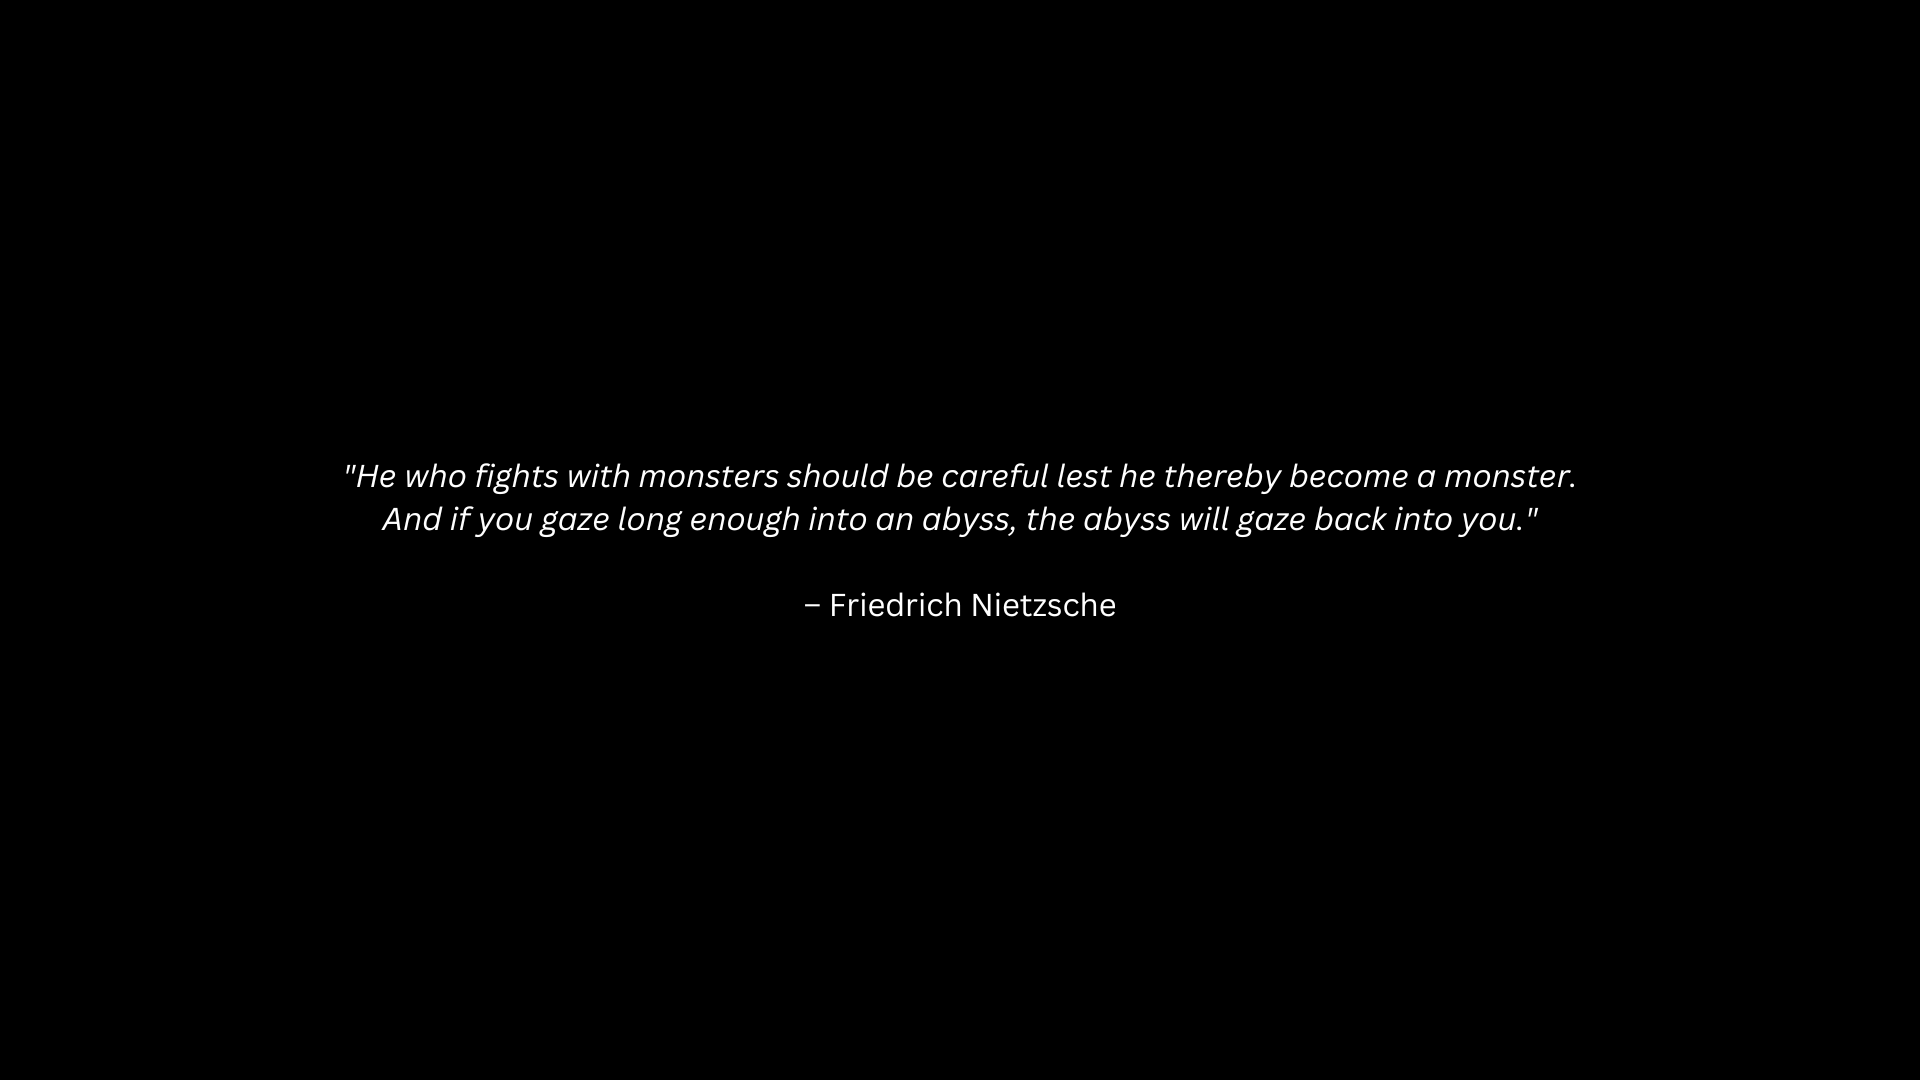 "He who fights with monsters should be careful lest he thereby become a monster.
And if you gaze long enough into an abyss, the abyss will gaze back into you."
– Friedrich Nietzsche